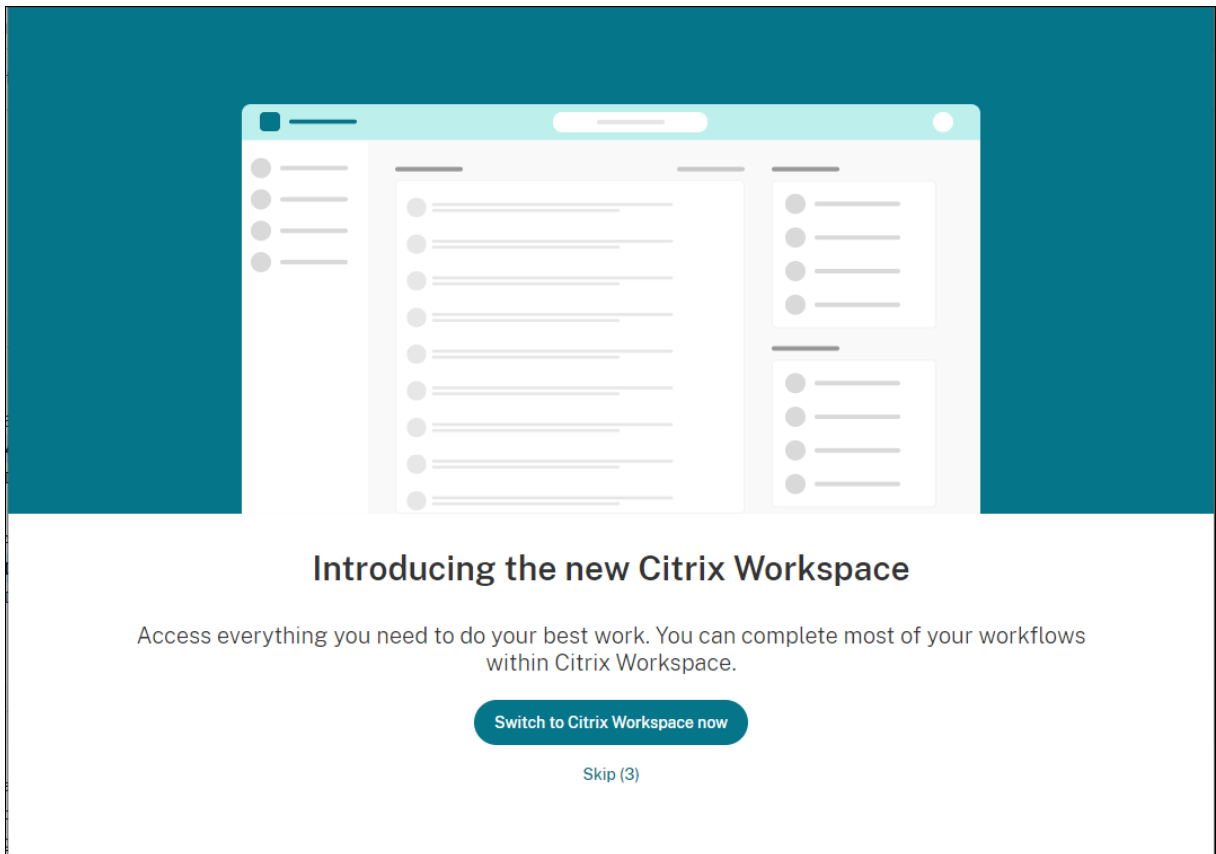 Introducing the new Citrix Workspace
Access everything you need to do your best work. You can complete most of your workflows
within Citrix Workspace.
Switch to Citrix Workspace now
Skip (3)